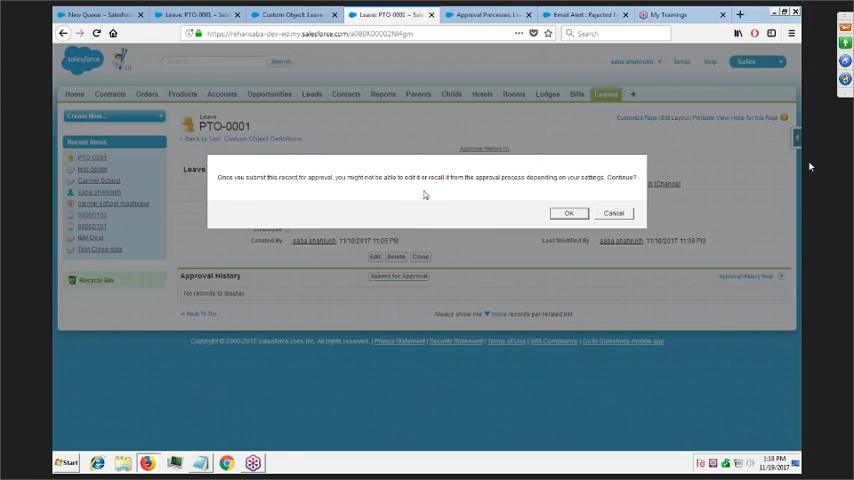 New Queue ~ Salesfor
Leave: PTO-0001 ~ Sales
Custom Object: Leave ~
Leave: PTO-0001 ~ Sal
Approval Processes: Le
Email Alert : Rejected E
My Trainings
https://rehansaba-dev-ed.my.salesforce.com/a080K00002NI4gm
Search
salesforce
18
Search...
Search
saba shahrukh
Setup
Help
Sales
Home
Contracts
Orders
Products
Accounts
Opportunities
Leads
Contacts
Reports
Parents
Childs
Hotels
Rooms
Lodges
Bills
Leaves
+
Create New...
Leave
PTO-0001
« Back to List: Custom Object Definitions
Customize Page | Edit Layout | Printable View | Help for this Page
Recent Items
PTO-0001
test delete
Carmel School
saba shahrukh
carmel school madhupur
00000102
00000101
IBM Deal
Test Close date
Recycle Bin
Approval History [0]
Leave
[Change]
Once you submit this record for approval, you might not be able to edit it or recall it from the approval process depending on your settings. Continue?
OK
Cancel
Employee
Created By
saba shahrukh, 11/18/2017 11:05 PM
Last Modified By
saba shahrukh, 11/18/2017 11:09 PM
Edit
Delete
Clone
Approval History
Submit for Approval
Approval History Help
No records to display
^ Back To Top
Always show me more records per related list
Copyright © 2000-2017 salesforce.com, inc. All rights reserved. | Privacy Statement | Security Statement | Terms of Use | 508 Compliance | Go to Salesforce mobile app
Start
1:18 PM
11/19/2017